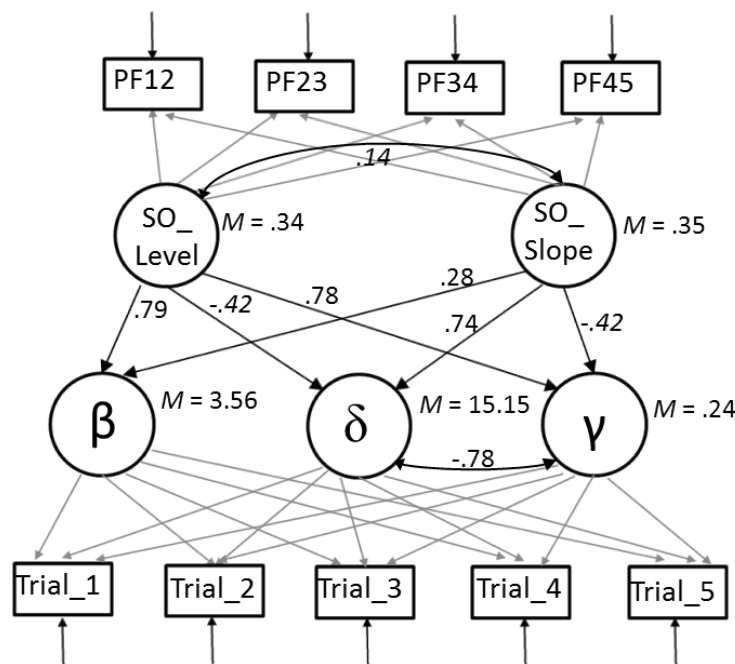 PF12
PF23
PF34
PF45
.14
SO_
Level
M = .34
SO_
Slope
M = .35
.79
-.42
.78
.28
.74
-.42
β
M = 3.56
δ
M = 15.15
γ
M = .24
-.78
Trial_1
Trial_2
Trial_3
Trial_4
Trial_5